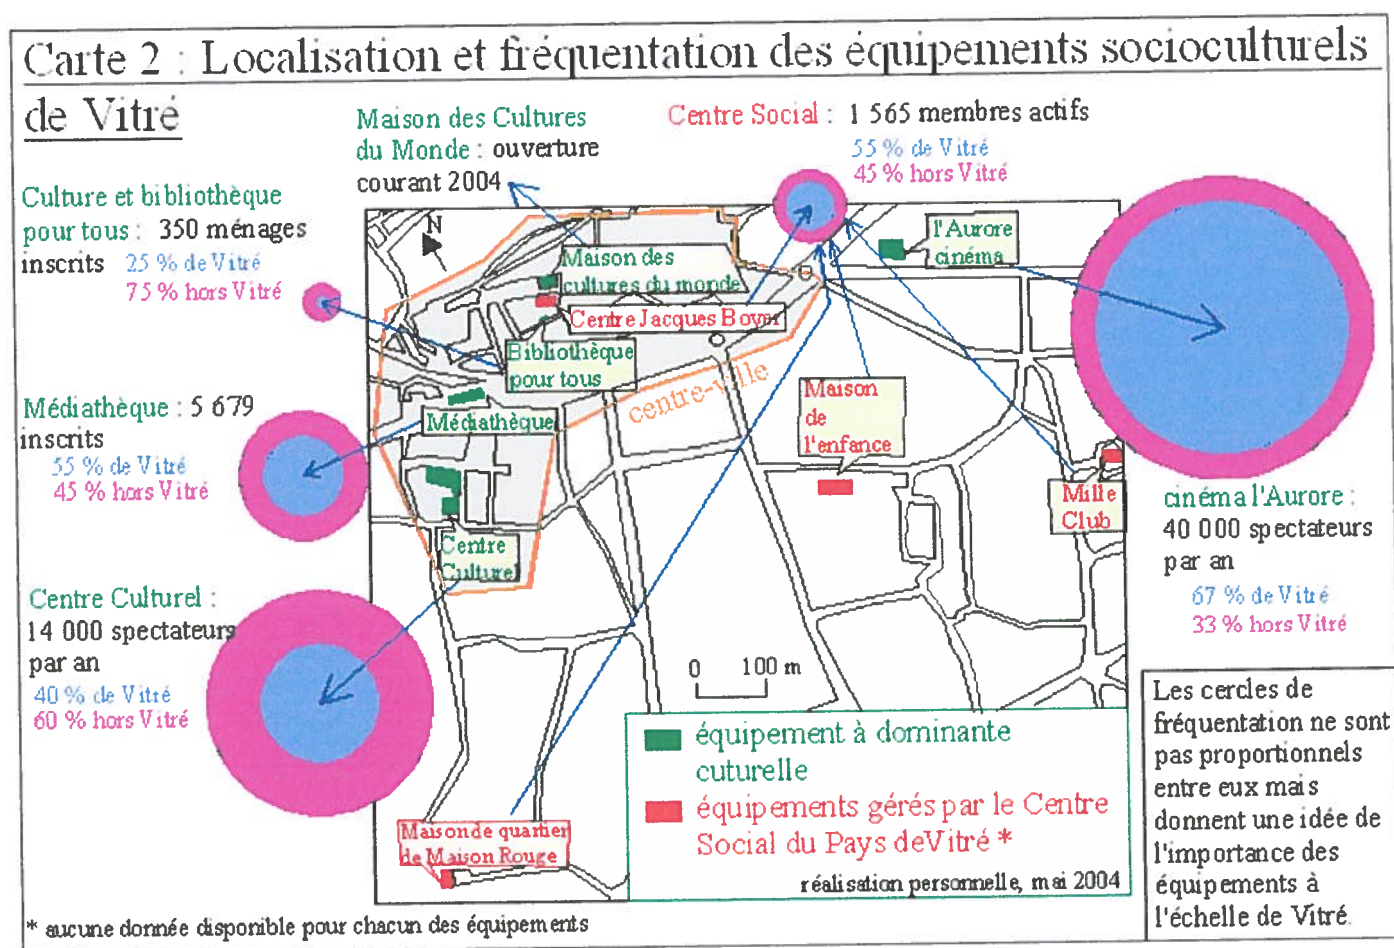 Carte 2 : Localisation et fréquentation des équipements socioculturels
de Vitré
Maison des Cultures
du Monde : ouverture
courant 2004
Centre Social : 1 565 membres actifs
55 % de Vitré
45 % hors Vitré
Culture et bibliothèque
pour tous : 350 ménages
inscrits
25 % de Vitré
75 % hors Vitré
N
l'Aurore
cinéma
Maison des
cultures du monde
Centre Jacques Boyer
Bibliothèque
pour tous
centre-ville
Maison
de
l'enfance
Médiathèque : 5 679
inscrits
55 % de Vitré
45 % hors Vitré
Médiathèque
Mille
Club
cinéma l'Aurore :
40 000 spectateurs
par an
67 % de Vitré
33 % hors Vitré
Centre
Culture
Centre Culturel :
14 000 spectateurs
par an
40 % de Vitré
60 % hors Vitré
0 100 m
Les cercles de
fréquentation ne sont
pas proportionnels
entre eux mais
donnent une idée de
l'importance des
équipements à
l'échelle de Vitré.
équipement à dominante
cuturelle
équipements gérés par le Centre
Social du Pays deVitré *
réalisation personnelle, mai 2004
Maison de quartier
de Maison Rouge
* aucune donnée disponible pour chacun des équipements